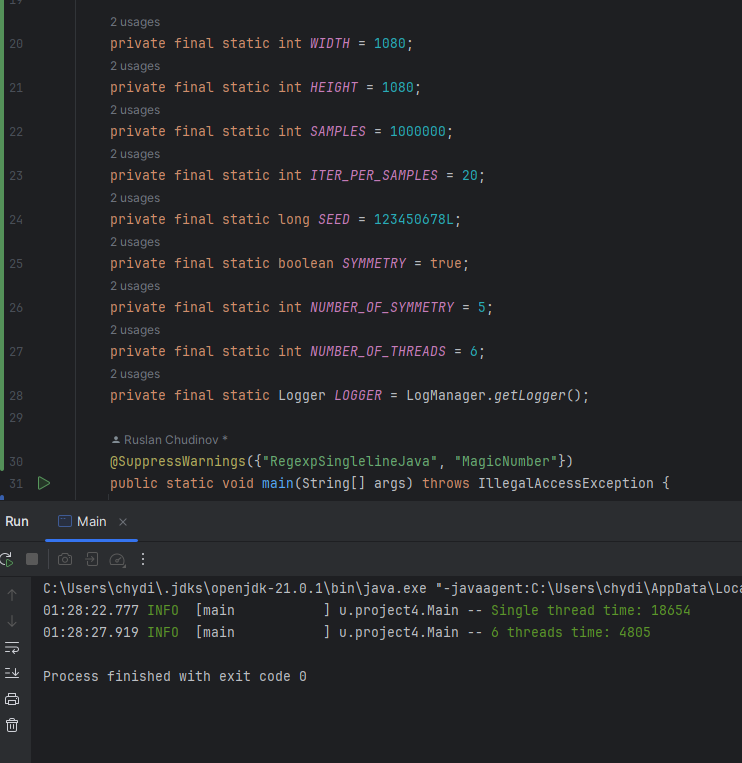 19
2 usages
20 private final static int WIDTH = 1080;
2 usages
21 private final static int HEIGHT = 1080;
2 usages
22 private final static int SAMPLES = 1000000;
2 usages
23 private final static int ITER_PER_SAMPLES = 20;
2 usages
24 private final static long SEED = 123450678L;
2 usages
25 private final static boolean SYMMETRY = true;
2 usages
26 private final static int NUMBER_OF_SYMMETRY = 5;
2 usages
27 private final static int NUMBER_OF_THREADS = 6;
2 usages
28 private final static Logger LOGGER = LogManager.getLogger();
29
Ruslan Chudinov *
30 @SuppressWarnings({"RegexpSinglelineJava", "MagicNumber"})
31 public static void main(String[] args) throws IllegalAccessException {
Run Main ×
C:\Users\chydi\.jdks\openjdk-21.0.1\bin\java.exe "-javaagent:C:\Users\chydi\AppData\Loca
01:28:22.777 INFO  [main           ] u.project4.Main -- Single thread time: 18654
01:28:27.919 INFO  [main           ] u.project4.Main -- 6 threads time: 4805
Process finished with exit code 0